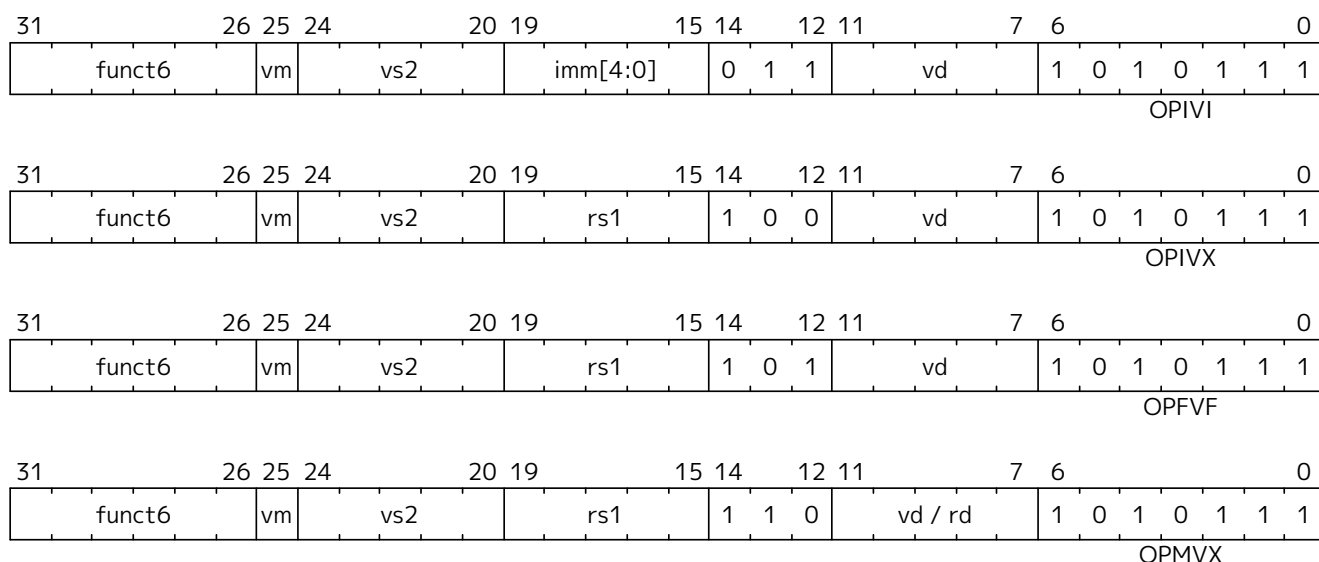 31 26 25 24 20 19 15 14 12 11 7 6 0
funct6 vm vs2 imm[4:0] 0 1 1 vd 1 0 1 0 1 1 1
OPIVI
31 26 25 24 20 19 15 14 12 11 7 6 0
funct6 vm vs2 rs1 1 0 0 vd 1 0 1 0 1 1 1
OPIVX
31 26 25 24 20 19 15 14 12 11 7 6 0
funct6 vm vs2 rs1 1 0 1 vd 1 0 1 0 1 1 1
OPFVF
31 26 25 24 20 19 15 14 12 11 7 6 0
funct6 vm vs2 rs1 1 1 0 vd / rd 1 0 1 0 1 1 1
OPMVX